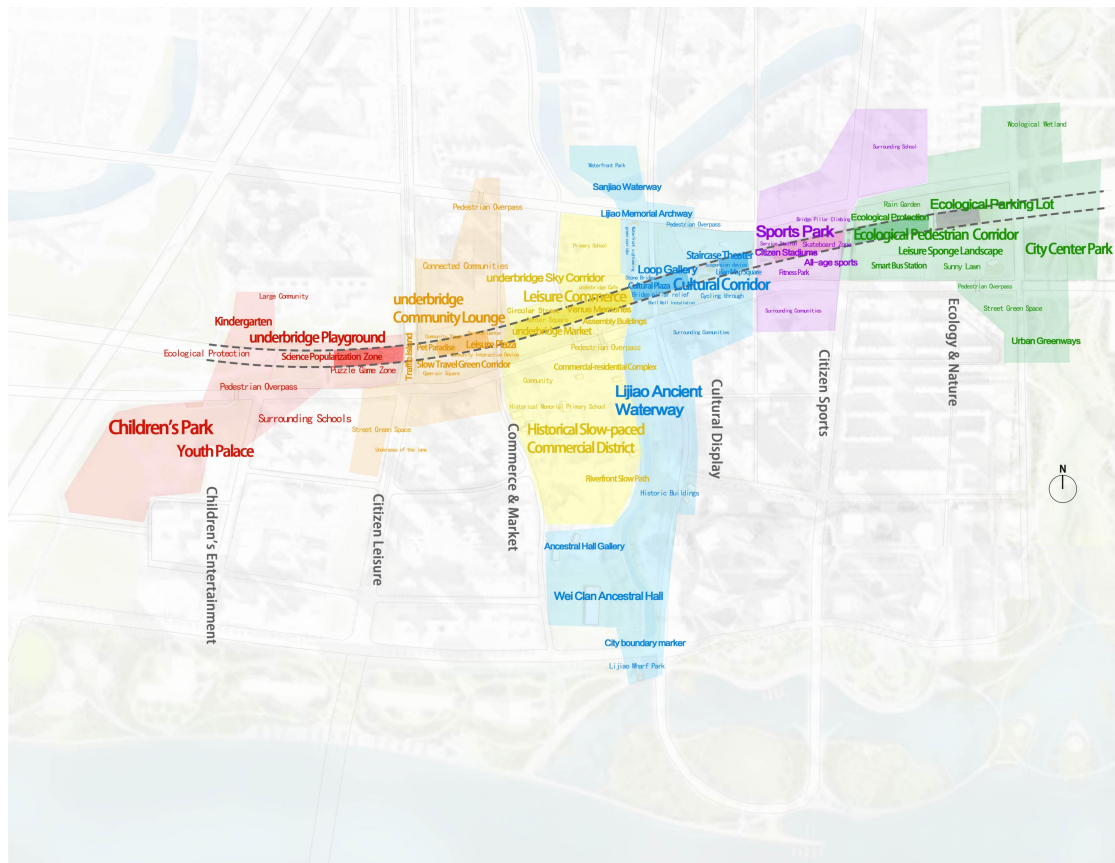 Woological Wetland
Surrounding School
Waterfront Park
Sanjiao Waterway
Pedestrian Overpass
Lijiao Memorial Archway
Pedestrian Overpass
Rain Garden
Ecological Parking Lot
Bridge Pillar Climbing
Ecological Protection
Sports Park
Ecological Pedestrian Corridor
Skateboard Zone
Primary School
Citizen Stadiums
Leisure Sponge Landscape
City Center Park
Staircase Theater
All-age sports
Smart Bus Station
Sunny Lawn
Connected Communities
Loop Gallery
Fitness Park
underbridge Sky Corridor
Cultural Plaza
Cultural Corridor
Pedestrian Overpass
Large Community
underbridge
Community Lounge
Leisure Commerce
Cycling through
Street Green Space
Venue Memories
Surrounding Communities
Kindergarten
Assembly Buildings
underbridge Market
Surrounding Communities
underbridge Playground
Urban Greenways
Leisure Plaza
Pet Paradise
Pedestrian Overpass
Ecological Protection
Science Popularization Zone
Slow Travel Green Corridor
Commercial-residential Complex
Puzzle Game Zone
Community
Pedestrian Overpass
Lijiao Ancient
Waterway
Historical Memorial Primary School
Surrounding Schools
Children's Park
Street Green Space
Historical Slow-paced
Commercial District
Youth Palace
Riverfront Slow Path
Historic Buildings
Ancestral Hall Gallery
Wei Clan Ancestral Hall
City boundary marker
Lijiao Wharf Park
Children's Entertainment
Citizen Leisure
Commerce & Market
Cultural Display
Citizen Sports
Ecology & Nature
N